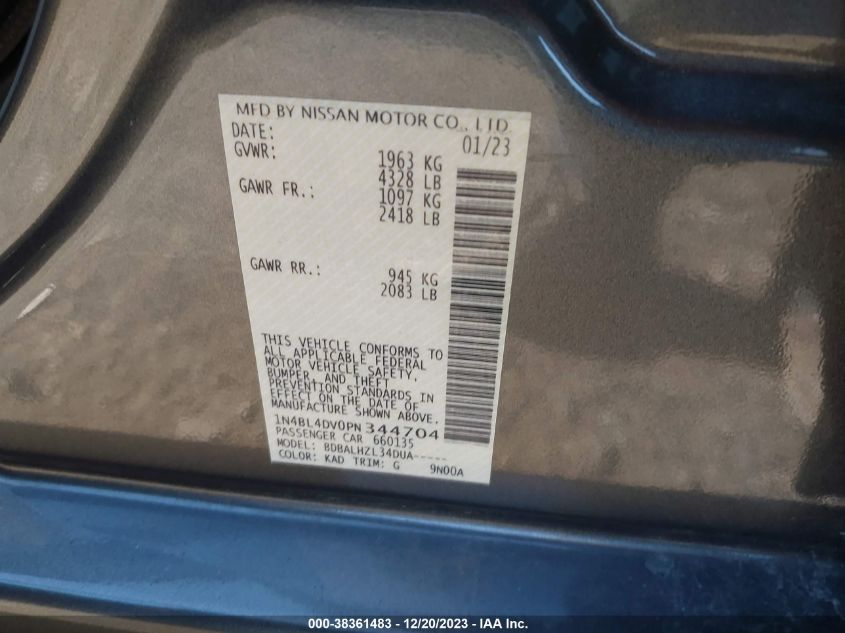 MFD BY NISSAN MOTOR CO., LTD.
DATE: 01/23
GVWR: 1963 KG
4328 LB
GAWR FR.: 1097 KG
2418 LB
GAWR RR.: 945 KG
2083 LB
THIS VEHICLE CONFORMS TO
ALL APPLICABLE FEDERAL
MOTOR VEHICLE SAFETY,
BUMPER, AND THEFT
PREVENTION STANDARDS IN
EFFECT ON THE DATE OF
MANUFACTURE SHOWN ABOVE.
1N4BL4DV0PN344704
PASSENGER CAR 660135
MODEL: BDBALHZL34DUA-----
COLOR: KAD TRIM: G 9N00A
000-38361483 - 12/20/2023 - IAA Inc.